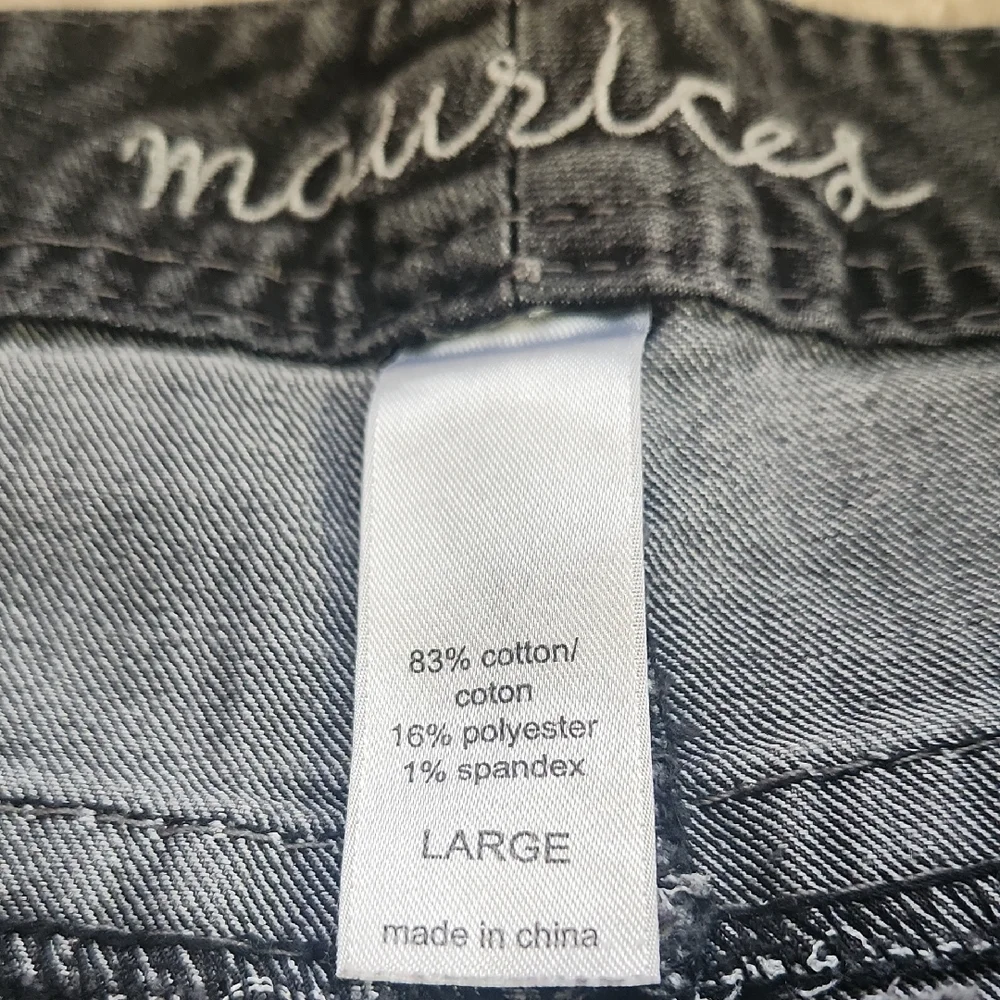 maurices
83% cotton/
coton
16% polyester
1% spandex
LARGE
made in china